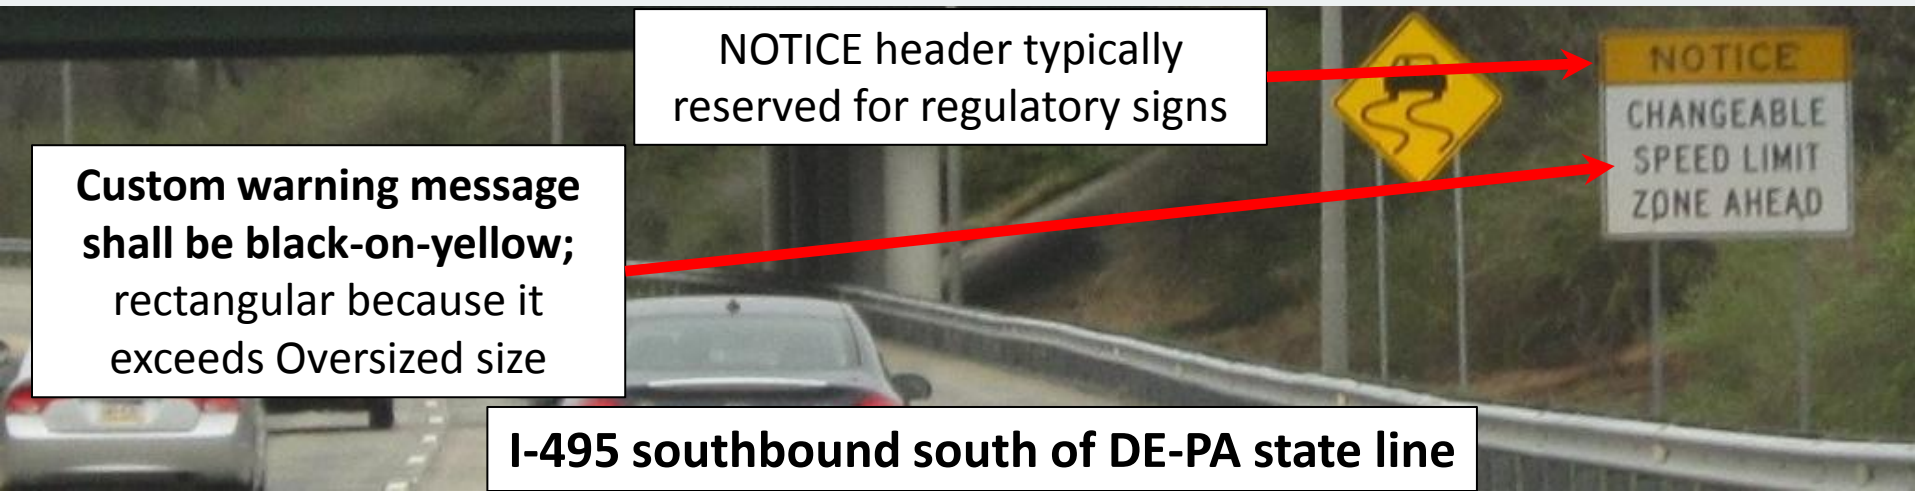 NOTICE header typically
reserved for regulatory signs
NOTICE
CHANGEABLE
SPEED LIMIT
ZONE AHEAD
Custom warning message
shall be black-on-yellow;
rectangular because it
exceeds Oversized size
I-495 southbound south of DE-PA state line